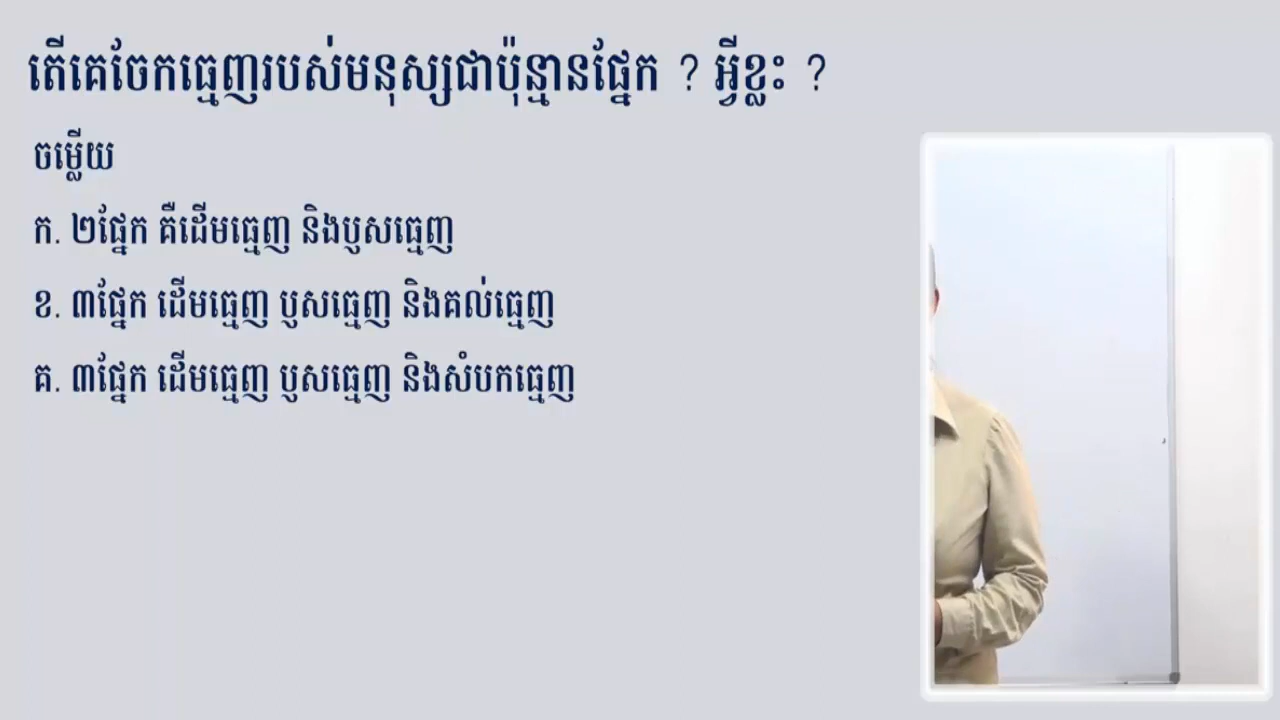 តើគេចែកធ្មេញរបស់មនុស្សជាប៉ុន្មានផ្នែក ? អ្វីខ្លះ ?
ចម្លើយ
ក. ២ផ្នែក គឺដើមធ្មេញ និងឫសធ្មេញ
ខ. ៣ផ្នែក ដើមធ្មេញ ឫសធ្មេញ និងគល់ធ្មេញ
គ. ៣ផ្នែក ដើមធ្មេញ ឫសធ្មេញ និងសំបកធ្មេញ